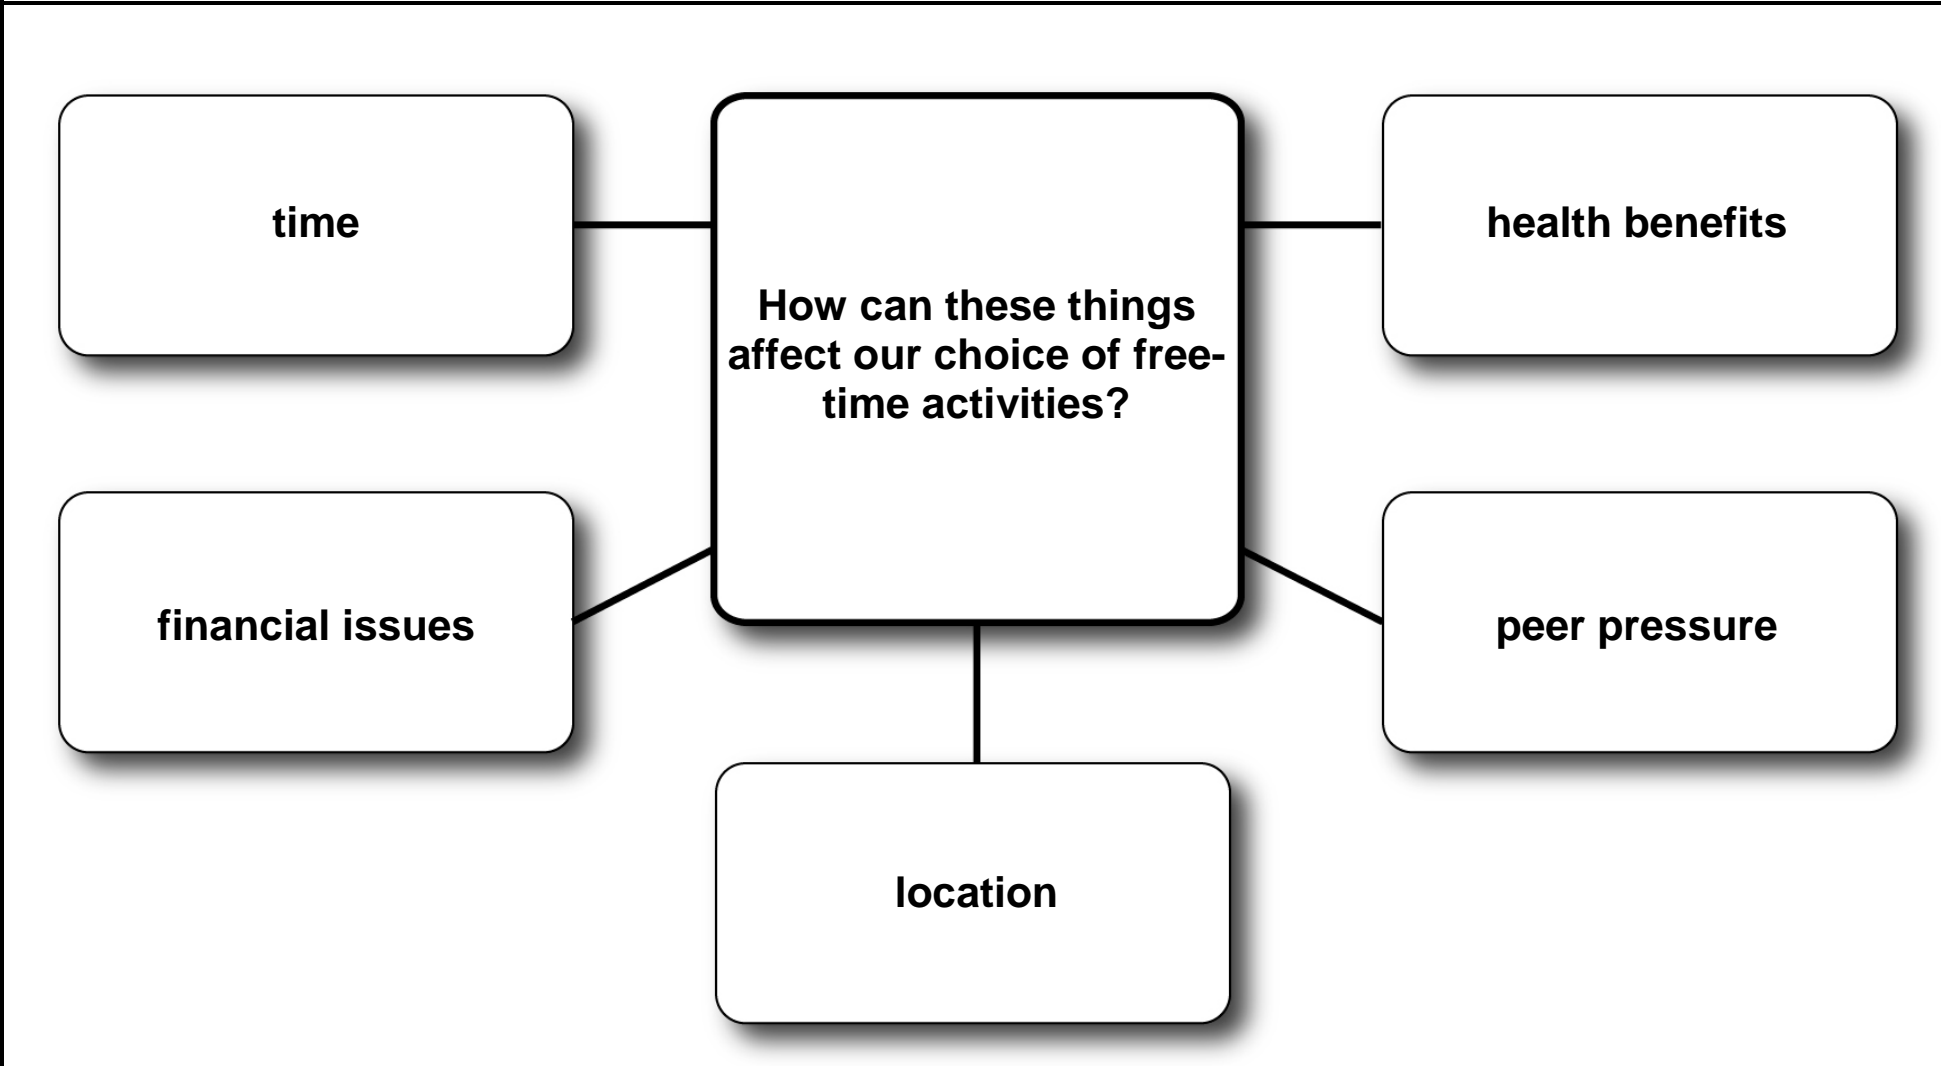 time
How can these things
affect our choice of free-
time activities?
health benefits
financial issues
peer pressure
location